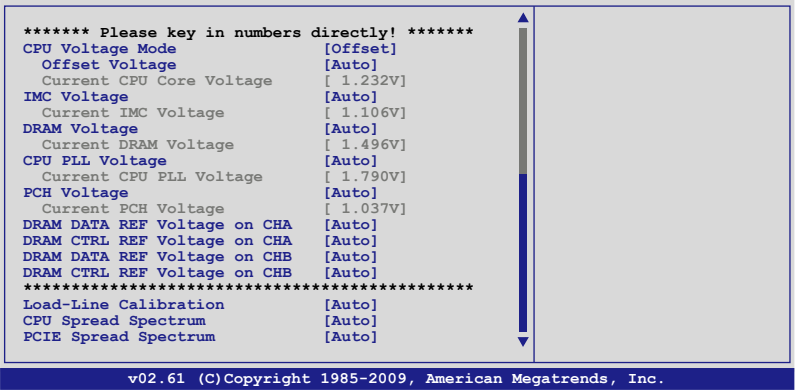 ******* Please key in numbers directly! *******
CPU Voltage Mode [Offset]
Offset Voltage [Auto]
Current CPU Core Voltage [ 1.232V]
IMC Voltage [Auto]
Current IMC Voltage [ 1.106V]
DRAM Voltage [Auto]
Current DRAM Voltage [ 1.496V]
CPU PLL Voltage [Auto]
Current CPU PLL Voltage [ 1.790V]
PCH Voltage [Auto]
Current PCH Voltage [ 1.037V]
DRAM DATA REF Voltage on CHA [Auto]
DRAM CTRL REF Voltage on CHA [Auto]
DRAM DATA REF Voltage on CHB [Auto]
DRAM CTRL REF Voltage on CHB [Auto]
***********************************************
Load-Line Calibration [Auto]
CPU Spread Spectrum [Auto]
PCIE Spread Spectrum [Auto]
v02.61 (C)Copyright 1985-2009, American Megatrends, Inc.